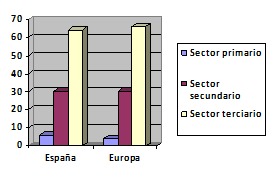 70
60
50
40
30
20
10
0
España
Europa
Sector primario
Sector
secundario
Sector terciario